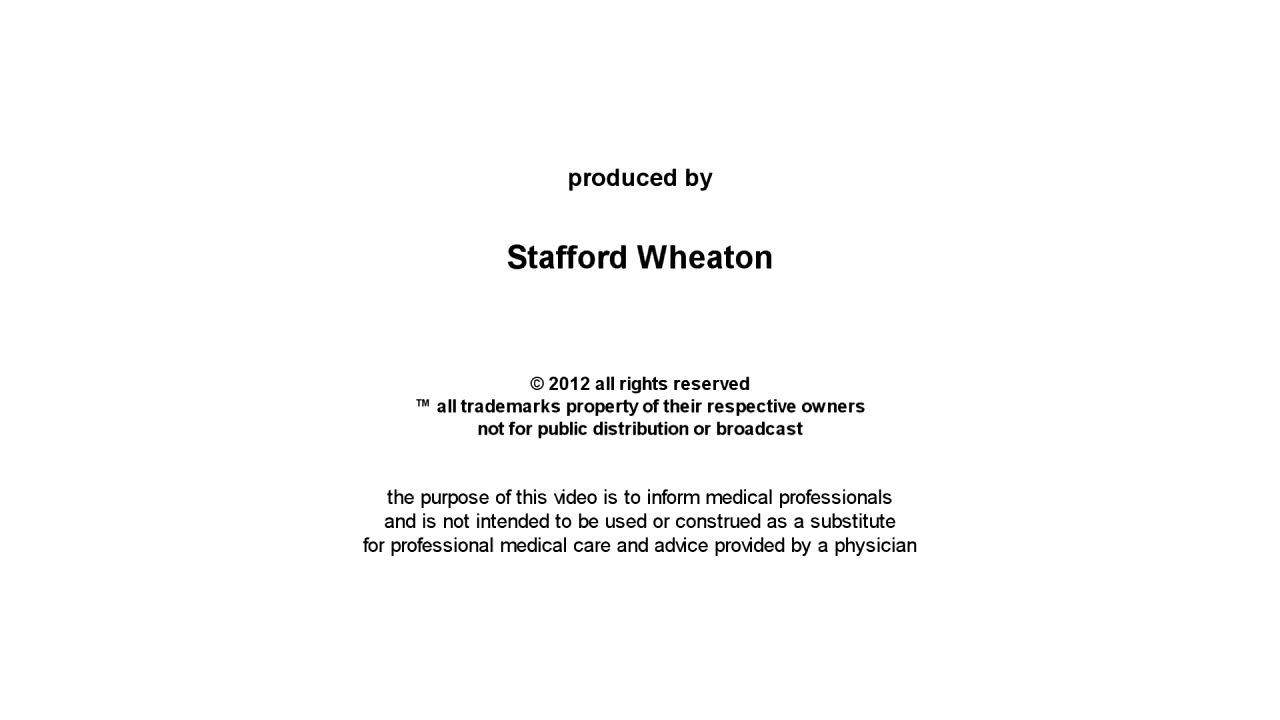 produced by
Stafford Wheaton
© 2012 all rights reserved
™ all trademarks property of their respective owners
not for public distribution or broadcast
the purpose of this video is to inform medical professionals
and is not intended to be used or construed as a substitute
for professional medical care and advice provided by a physician